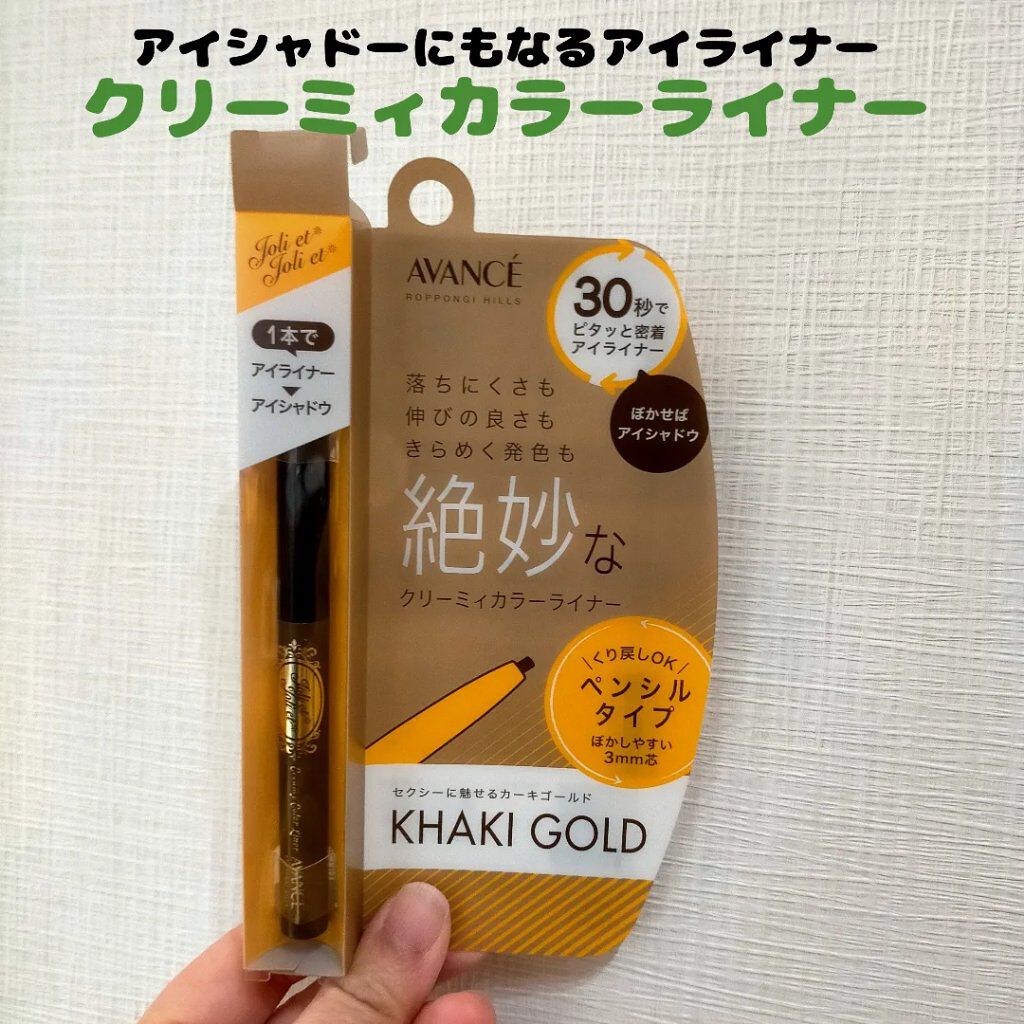 アイシャドーにもなるアイライナー
クリーミィカラーライナー
Joli et
Joli et
1本で
アイライナー
アイシャドウ
AVANCÉ
ROPPONGI HILLS
30秒で
ピタッと密着
アイライナー
ぼかせば
アイシャドウ
落ちにくさも
伸びの良さも
きらめく発色も
絶妙な
クリーミィカラーライナー
くり戻しOK
ペンシル
タイプ
ぼかしやすい
3mm芯
セクシーに魅せるカーキゴールド
KHAKI GOLD
Joli et
Joli et
Creamy Color Liner AVANCÉ